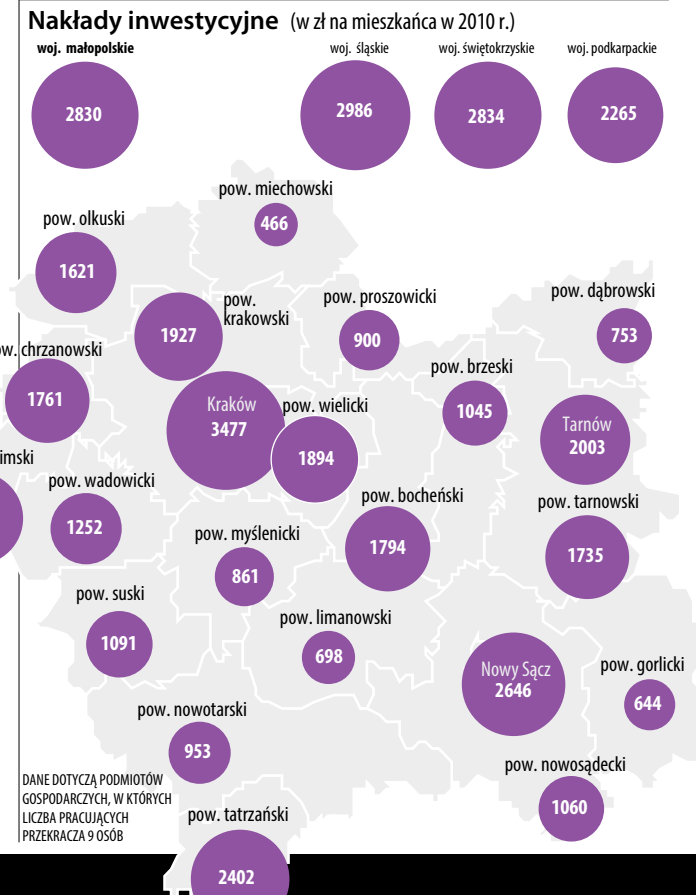 Nakłady inwestycyjne (w zł na mieszkańca w 2010 r.)
woj. małopolskie
2830
woj. śląskie
2986
woj. świętokrzyskie
2834
woj. podkarpackie
2265
pow. miechowski
466
pow. olkuski
1621
pow.
krakowski
1927
pow. proszowicki
900
pow. dąbrowski
753
ow. chrzanowski
1761
Kraków
3477
pow. wielicki
1894
pow. brzeski
1045
Tarnów
2003
imski
pow. wadowicki
1252
pow. bocheński
1794
pow. tarnowski
1735
pow. myślenicki
861
pow. suski
1091
pow. limanowski
698
Nowy Sącz
2646
pow. gorlicki
644
pow. nowotarski
953
pow. nowosądecki
1060
DANE DOTYCZĄ PODMIOTÓW
GOSPODARCZYCH, W KTÓRYCH
LICZBA PRACUJĄCYCH
PRZEKRACZA 9 OSÓB
pow. tatrzański
2402